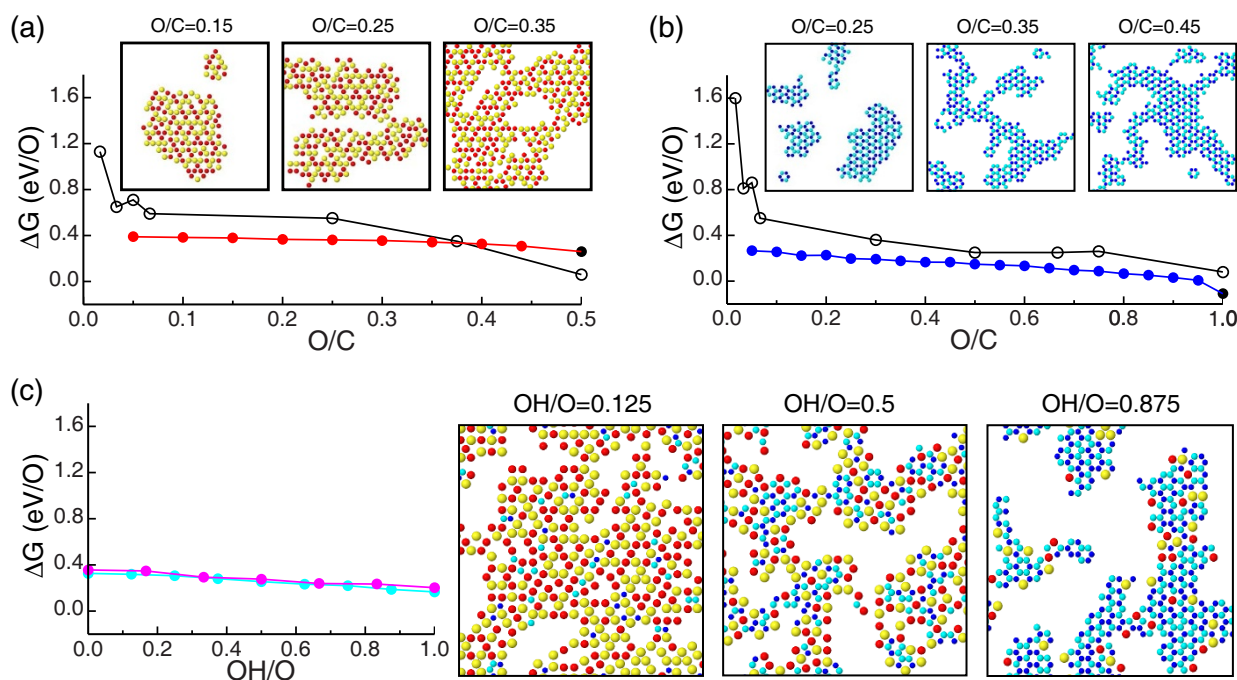 (a)
O/C=0.15 O/C=0.25 O/C=0.35
1.6
1.2
0.8
0.4
0.0
ΔG (eV/O)
0.0 0.1 0.2 0.3 0.4 0.5
O/C
(b)
O/C=0.25 O/C=0.35 O/C=0.45
1.6
1.2
0.8
0.4
0.0
ΔG (eV/O)
0.0 0.2 0.4 0.6 0.8 1.0
O/C
(c)
1.6
1.2
0.8
0.4
0.0
ΔG (eV/O)
0.0 0.2 0.4 0.6 0.8 1.0
OH/O
OH/O=0.125 OH/O=0.5 OH/O=0.875